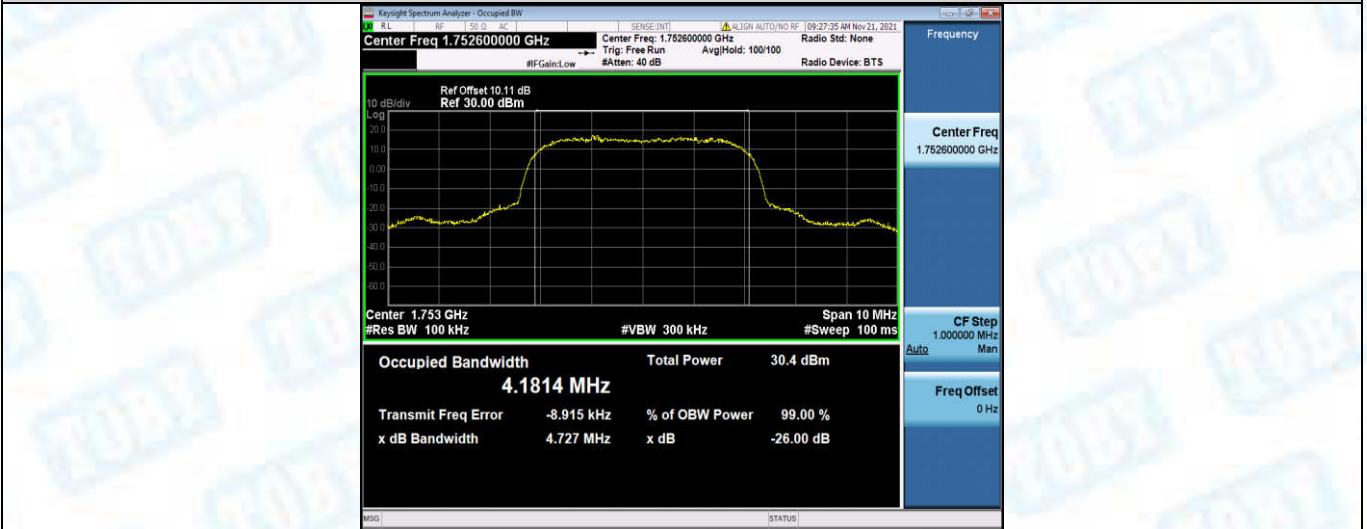 Keysight Spectrum Analyzer - Occupied BW
RL RF 50 Ω AC SENSE:INT ALIGN AUTO/NO RF 09:27:35 AM Nov 21, 2021
Center Freq 1.752600000 GHz
Center Freq: 1.752600000 GHz Radio Std: None
Trig: Free Run Avg|Hold: 100/100
#IFGain:Low #Atten: 40 dB Radio Device: BTS
Ref Offset 10.11 dB
10 dB/div Ref 30.00 dBm
Log
20.0
10.0
0.00
-10.0
-20.0
-30.0
-40.0
-50.0
-60.0
Center 1.753 GHz Span 10 MHz
#Res BW 100 kHz #VBW 300 kHz #Sweep 100 ms
Occupied Bandwidth Total Power 30.4 dBm
4.1814 MHz
Transmit Freq Error -8.915 kHz % of OBW Power 99.00 %
x dB Bandwidth 4.727 MHz x dB -26.00 dB
MSG STATUS
Frequency
Center Freq
1.752600000 GHz
CF Step
1.000000 MHz
Auto Man
Freq Offset
0 Hz
TOBY
TOBY
TOBY
TOBY
TOBY
TOBY